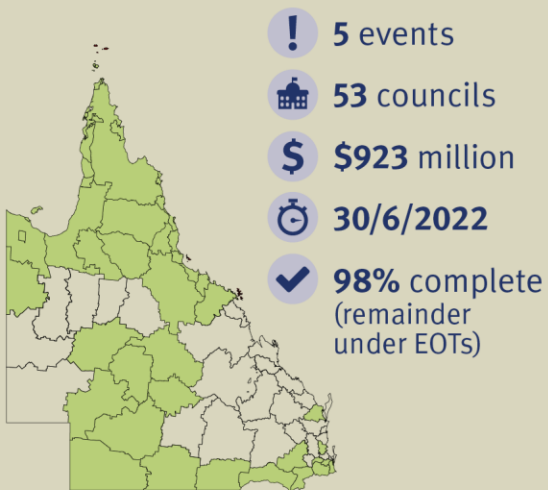 5 events
53 councils
$923 million
30/6/2022
98% complete
(remainder
under EOTs)